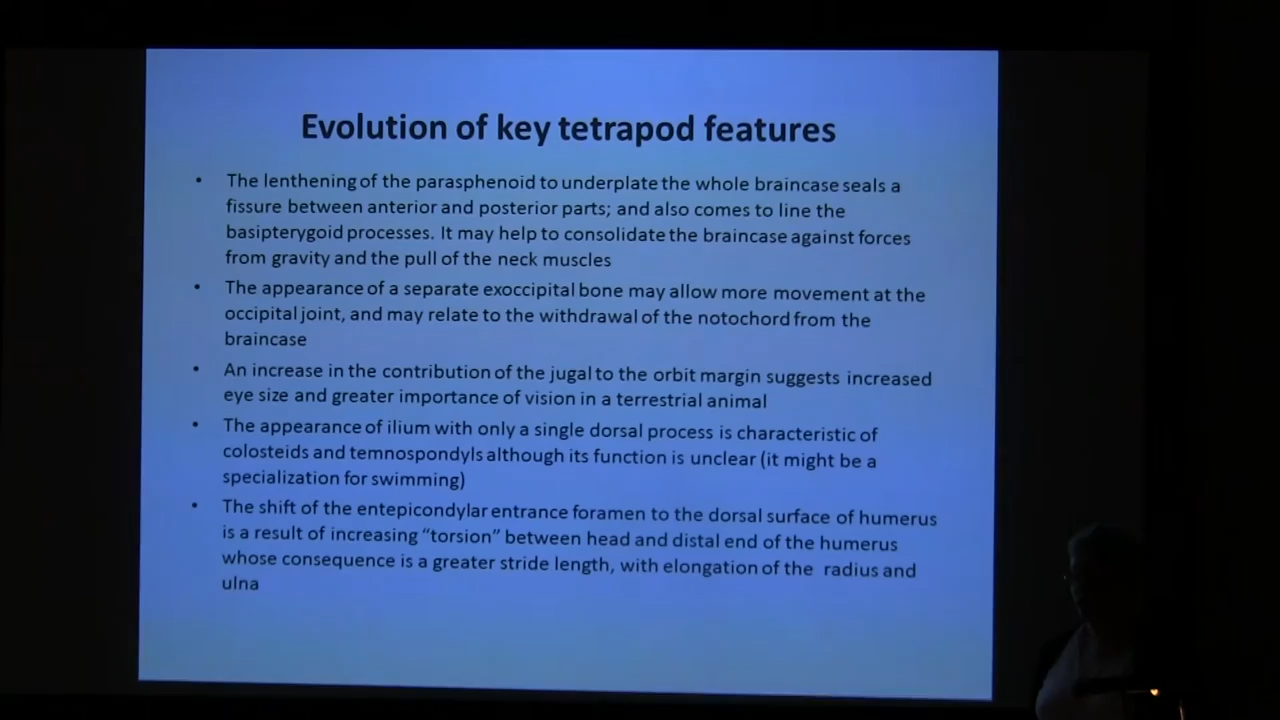 Evolution of key tetrapod features
• The lenthening of the parasphenoid to underplate the whole braincase seals a
fissure between anterior and posterior parts; and also comes to line the
basipterygoid processes. It may help to consolidate the braincase against forces
from gravity and the pull of the neck muscles
• The appearance of a separate exoccipital bone may allow more movement at the
occipital joint, and may relate to the withdrawal of the notochord from the
braincase
• An increase in the contribution of the jugal to the orbit margin suggests increased
eye size and greater importance of vision in a terrestrial animal
• The appearance of ilium with only a single dorsal process is characteristic of
colosteids and temnospondyls although its function is unclear (it might be a
specialization for swimming)
• The shift of the entepicondylar entrance foramen to the dorsal surface of humerus
is a result of increasing “torsion” between head and distal end of the humerus
whose consequence is a greater stride length, with elongation of the radius and
ulna